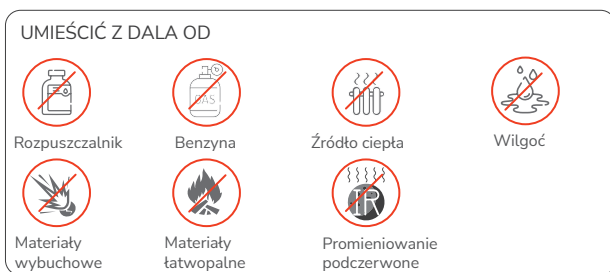 UMIEŚCIĆ Z DALA OD
GAS
Rozpuszczalnik
Benzyna
Źródło ciepła
Wilgoć
IR
Materiały
wybuchowe
Materiały
łatwopalne
Promieniowanie
podczerwone